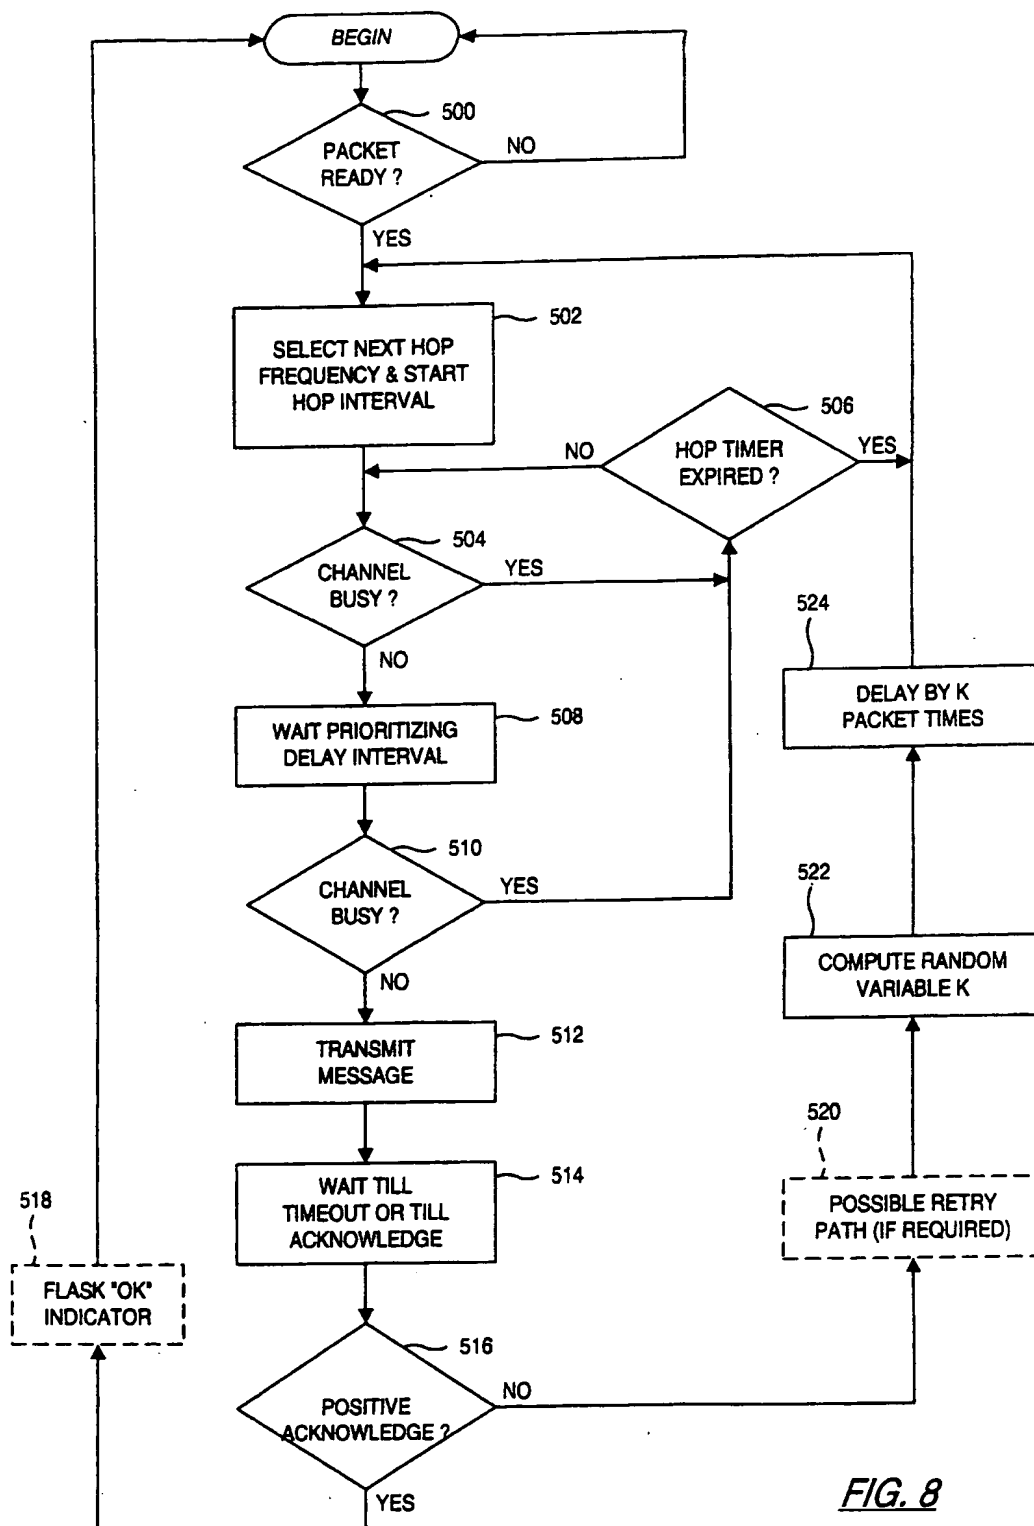 BEGIN
500
PACKET
READY ?
NO
YES
502
SELECT NEXT HOP
FREQUENCY & START
HOP INTERVAL
506
HOP TIMER
EXPIRED ?
NO
YES
504
CHANNEL
BUSY ?
YES
NO
524
DELAY BY K
PACKET TIMES
508
WAIT PRIORITIZING
DELAY INTERVAL
510
CHANNEL
BUSY ?
YES
NO
522
COMPUTE RANDOM
VARIABLE K
512
TRANSMIT
MESSAGE
520
POSSIBLE RETRY
PATH (IF REQUIRED)
514
WAIT TILL
TIMEOUT OR TILL
ACKNOWLEDGE
518
FLASK "OK"
INDICATOR
516
POSITIVE
ACKNOWLEDGE ?
NO
YES
FIG. 8